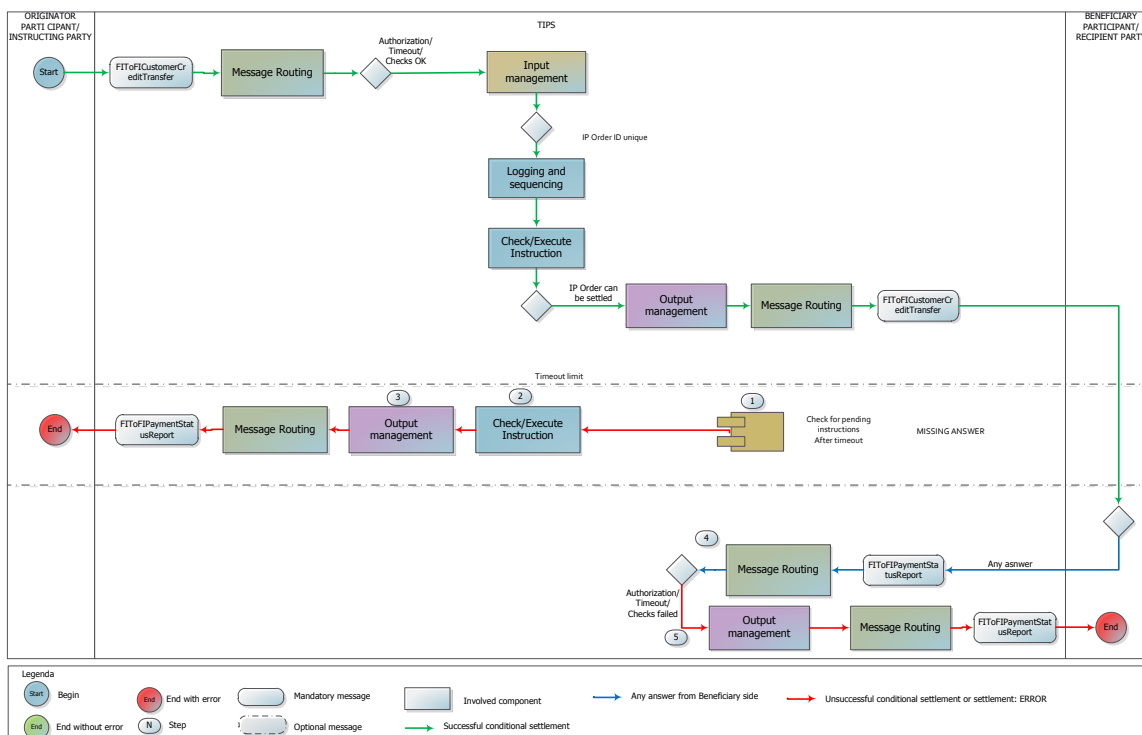 ORIGINATOR
PARTI CIPANT/
INSTRUCTING PARTY
TIPS
BENEFICIARY
PARTICIPANT/
RECIPIENT PARTY
Start
FIToFICustomerCr
editTransfer
Message Routing
Authorization/
Timeout/
Checks OK
Input
management
IP Order ID unique
Logging and
sequencing
Check/Execute
Instruction
IP Order can
be settled
Output
management
Message Routing
FIToFICustomerCr
editTransfer
Timeout limit
End
FIToFIPaymentStat
usReport
Message Routing
3
Output
management
2
Check/Execute
Instruction
1
Check for pending
instructions
After timeout
MISSING ANSWER
4
Message Routing
FIToFIPaymentSta
tusReport
Any asnwer
Authorization/
Timeout/
Checks failed
5
Output
management
Message Routing
FIToFIPaymentSta
tusReport
End
Legenda
Start
Begin
End
End with error
Mandatory message
Involved component
Any answer from Beneficiary side
Unsuccessful conditional settlement or settlement: ERROR
End
End without error
N
Step
Optional message
Successful conditional settlement